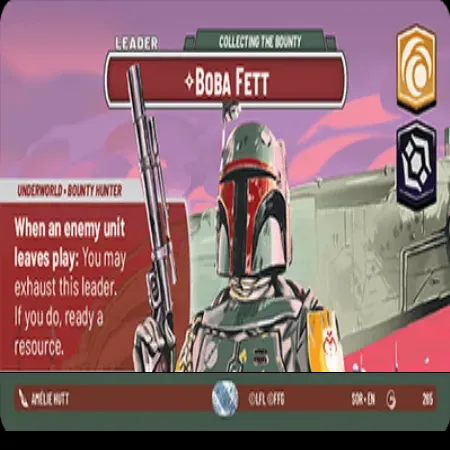 LEADER
COLLECTING THE BOUNTY
BOBA FETT
UNDERWORLD • BOUNTY HUNTER
When an enemy unit
leaves play: You may
exhaust this leader.
If you do, ready a
resource.
AMÉLIE HUTT
©LFL ©FFG
SOR • EN
265